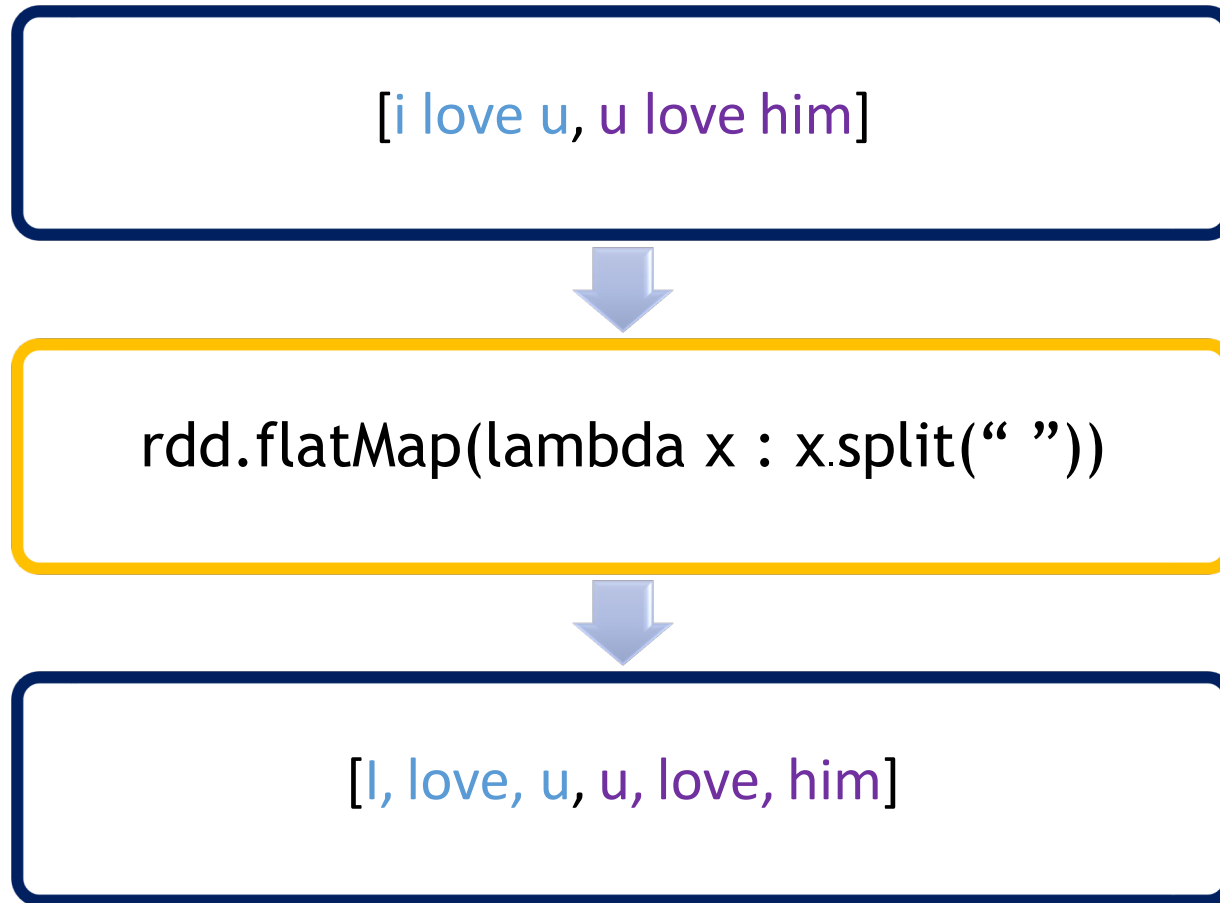 [i love u, u love him]
rdd.flatMap(lambda x : x.split(“ ”))
[I, love, u, u, love, him]